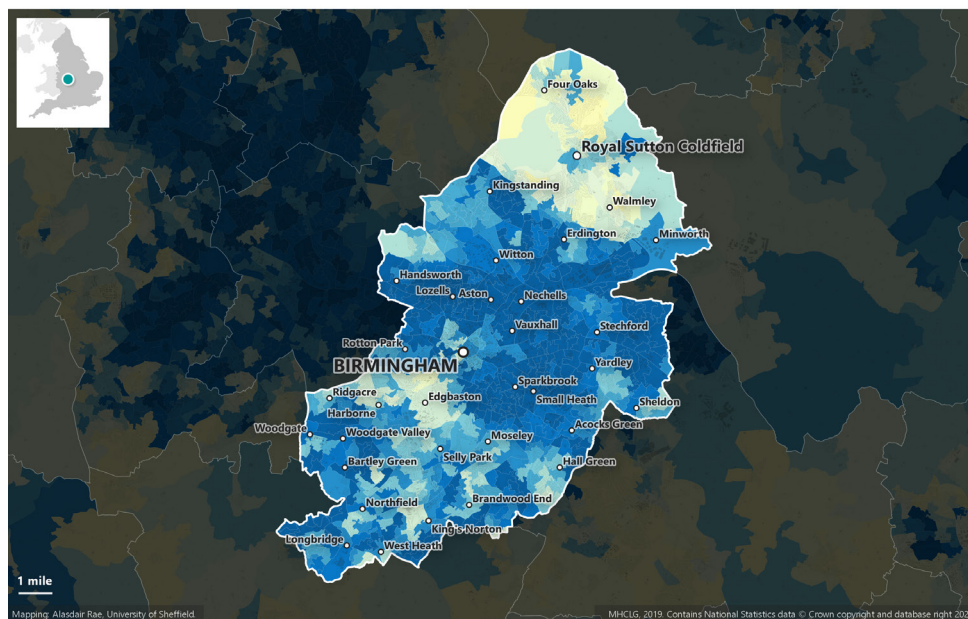 Four Oaks
Royal Sutton Coldfield
Kingstanding
Walmley
Erdington
Minworth
Witton
Handsworth
Lozells
Aston
Nechells
Vauxhall
Stechford
Rotton Park
BIRMINGHAM
Yardley
Sparkbrook
Small Heath
Ridgacre
Edgbaston
Harborne
Sheldon
Woodgate
Woodgate Valley
Moseley
Acocks Green
Selly Park
Bartley Green
Hall Green
Northfield
Brandwood End
King's Norton
Longbridge
West Heath
1 mile
Mapping: Alasdair Rae, University of Sheffield.
MHCLG, 2019. Contains National Statistics data © Crown copyright and database right 202